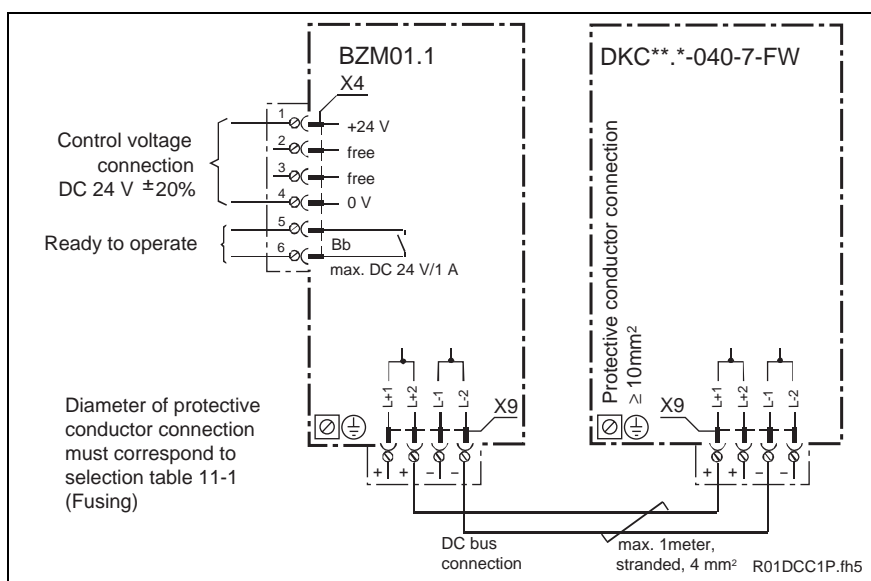 BZM01.1
DKC**.*-040-7-FW
X4
1
+24 V
2
free
3
free
4
0 V
5
6
Bb
max. DC 24 V/1 A
Control voltage
connection
DC 24 V ±20%
Ready to operate
Protective conductor connection
≥ 10mm²
L+1
L+2
L-1
L-2
X9
+
+
−
−
X9
L+1
L+2
L-1
L-2
+
+
−
−
Diameter of protective
conductor connection
must correspond to
selection table 11-1
(Fusing)
DC bus
connection
max. 1meter,
stranded, 4 mm²
R01DCC1P.fh5